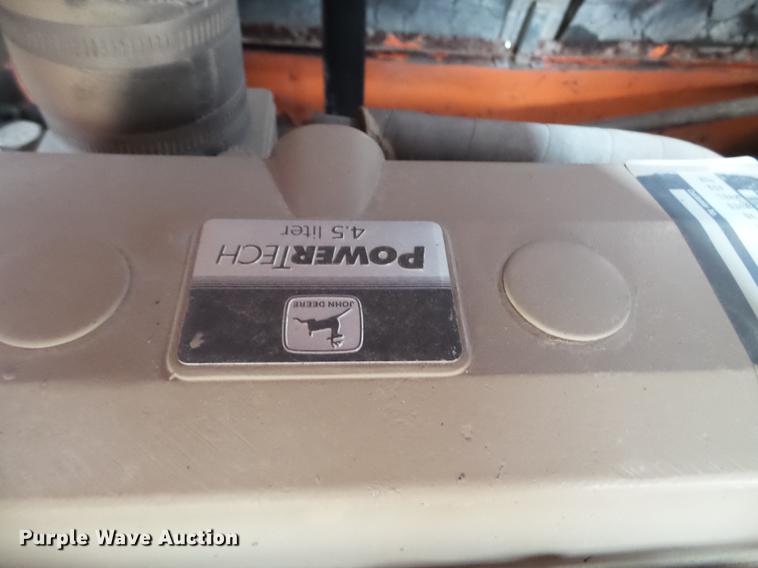 JOHN DEERE
POWERTECH
4.5 liter
Purple Wave Auction